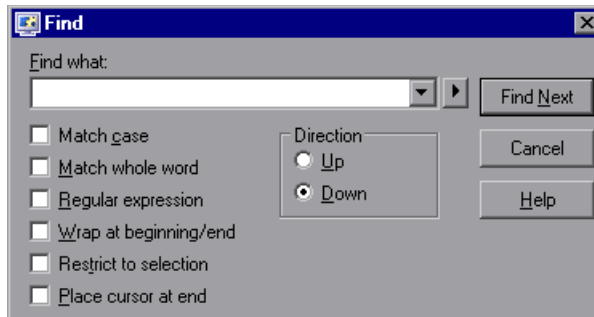 Find
Find what:
Find Next
Match case
Direction
Cancel
Up
Match whole word
Down
Help
Regular expression
Wrap at beginning/end
Restrict to selection
Place cursor at end